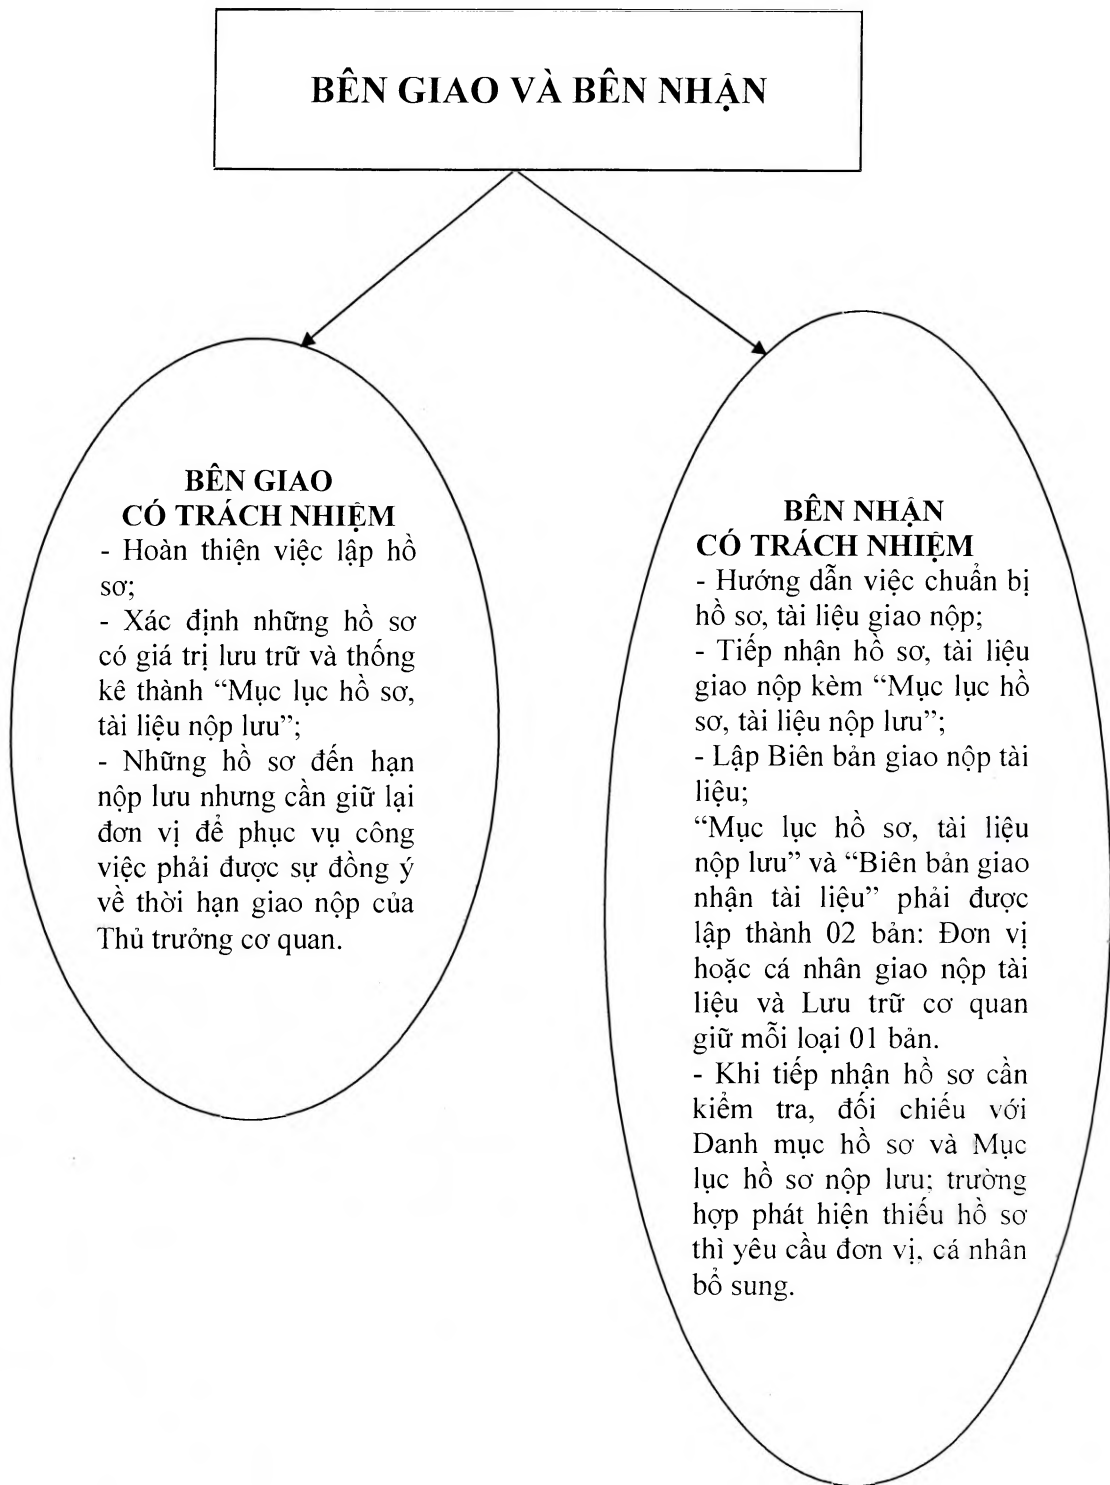 BÊN GIAO VÀ BÊN NHẬN
BÊN GIAO
CÓ TRÁCH NHIỆM
- Hoàn thiện việc lập hồ
sơ;
- Xác định những hồ sơ
có giá trị lưu trữ và thống
kê thành “Mục lục hồ sơ,
tài liệu nộp lưu”;
- Những hồ sơ đến hạn
nộp lưu nhưng cần giữ lại
đơn vị để phục vụ công
việc phải được sự đồng ý
về thời hạn giao nộp của
Thủ trưởng cơ quan.
BÊN NHẬN
CÓ TRÁCH NHIỆM
- Hướng dẫn việc chuẩn bị
hồ sơ, tài liệu giao nộp;
- Tiếp nhận hồ sơ, tài liệu
giao nộp kèm “Mục lục hồ
sơ, tài liệu nộp lưu”;
- Lập Biên bản giao nộp tài
liệu;
“Mục lục hồ sơ, tài liệu
nộp lưu” và “Biên bản giao
nhận tài liệu” phải được
lập thành 02 bản: Đơn vị
hoặc cá nhân giao nộp tài
liệu và Lưu trữ cơ quan
giữ mỗi loại 01 bản.
- Khi tiếp nhận hồ sơ cần
kiểm tra, đối chiếu với
Danh mục hồ sơ và Mục
lục hồ sơ nộp lưu; trường
hợp phát hiện thiếu hồ sơ
thì yêu cầu đơn vị, cá nhân
bổ sung.